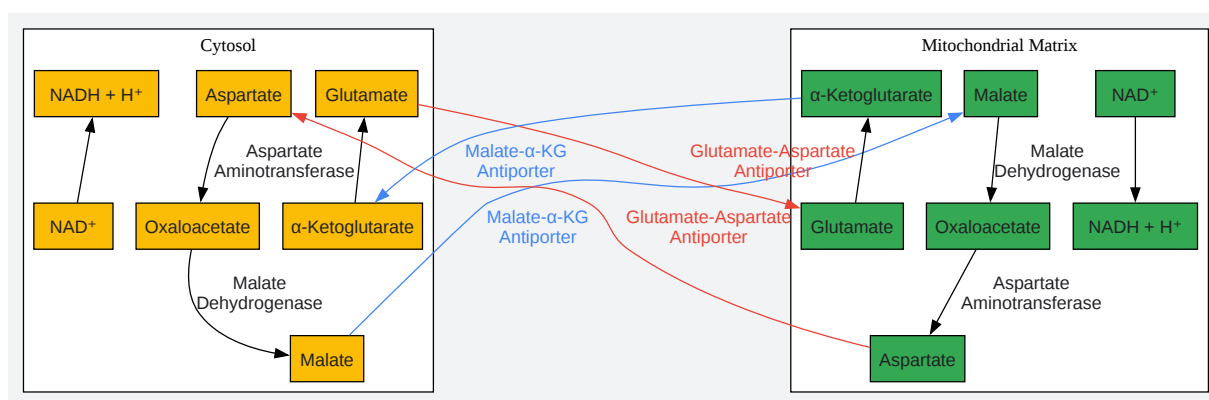 Cytosol
NADH + H⁺
Aspartate
Glutamate
Aspartate
Aminotransferase
NAD⁺
Oxaloacetate
α-Ketoglutarate
Malate
Dehydrogenase
Malate
Malate-α-KG
Antiporter
Glutamate-Aspartate
Antiporter
Malate-α-KG
Antiporter
Glutamate-Aspartate
Antiporter
Mitochondrial Matrix
α-Ketoglutarate
Malate
NAD⁺
Malate
Dehydrogenase
Glutamate
Oxaloacetate
NADH + H⁺
Aspartate
Aminotransferase
Aspartate